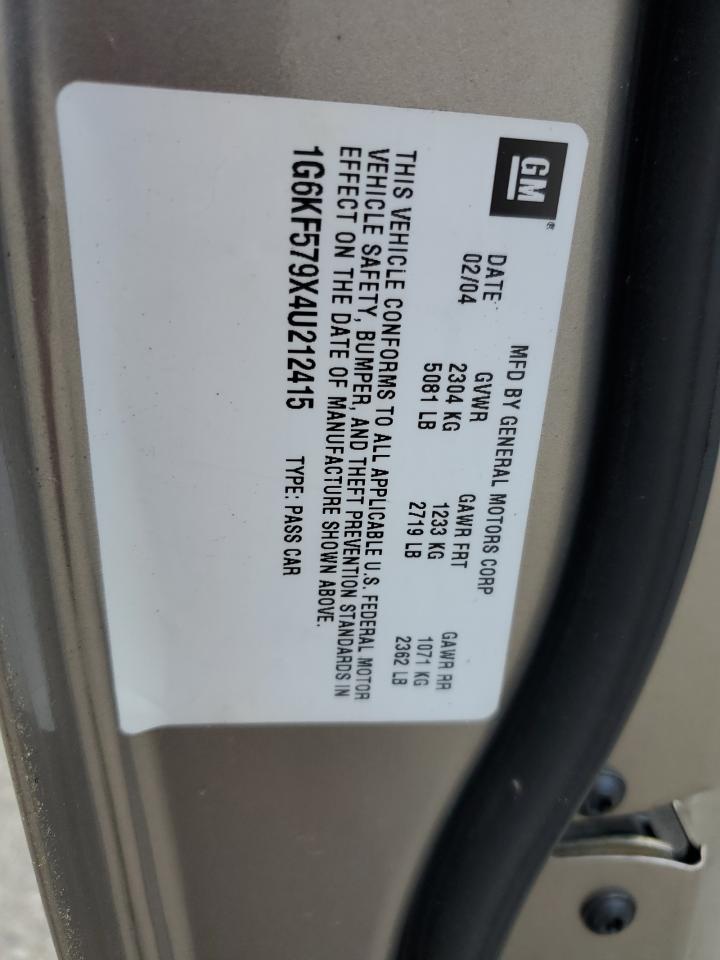 GM®
MFD BY GENERAL MOTORS CORP
DATE GVWR GAWR FRT GAWR RR
02/04 2304 KG 1233 KG 1071 KG
5081 LB 2719 LB 2362 LB
THIS VEHICLE CONFORMS TO ALL APPLICABLE U.S. FEDERAL MOTOR
VEHICLE SAFETY, BUMPER, AND THEFT PREVENTION STANDARDS IN
EFFECT ON THE DATE OF MANUFACTURE SHOWN ABOVE.
1G6KF579X4U212415 TYPE: PASS CAR